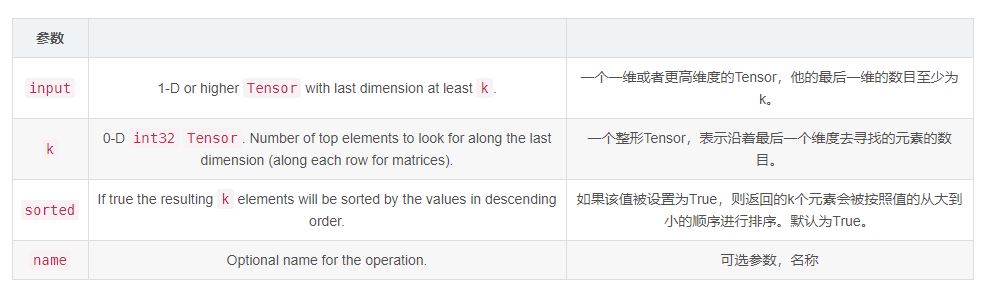 参数
input
1-D or higher Tensor with last dimension at least k .
一个一维或者更高维度的Tensor，他的最后一维的数目至少为
k。
k
0-D int32 Tensor . Number of top elements to look for along the last
dimension (along each row for matrices).
一个整形Tensor，表示沿着最后一个维度去寻找的元素的数
目。
sorted
If true the resulting k elements will be sorted by the values in descending
order.
如果该值被设置为True，则返回的k个元素会被按照值的从大到
小的顺序进行排序。默认为True。
name
Optional name for the operation.
可选参数，名称